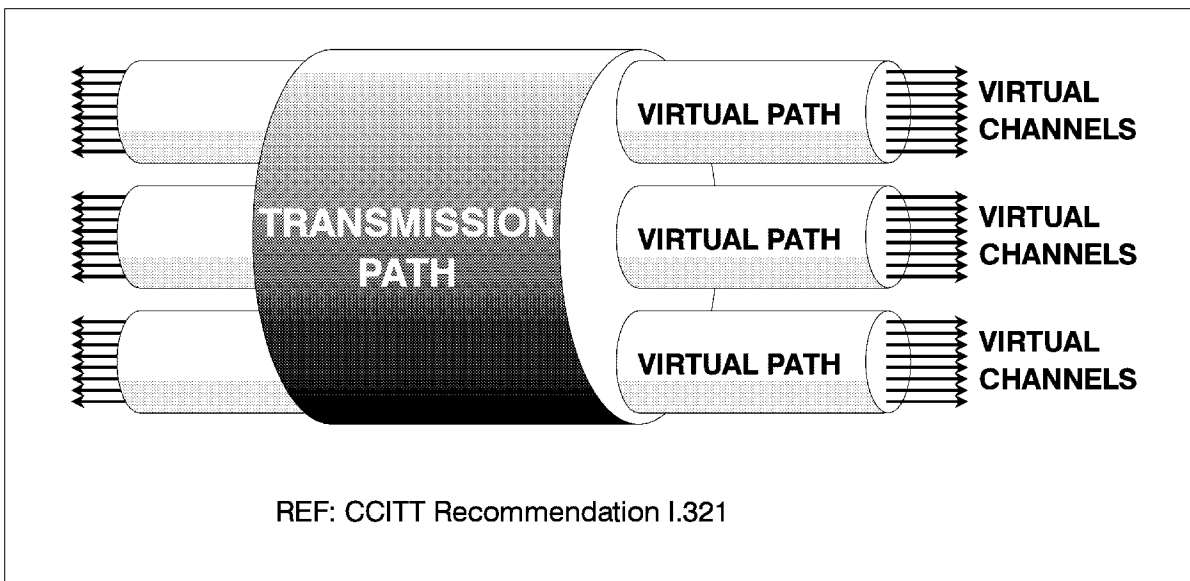 VIRTUAL PATH
VIRTUAL
CHANNELS
TRANSMISSION
PATH
VIRTUAL PATH
VIRTUAL
CHANNELS
VIRTUAL PATH
VIRTUAL
CHANNELS
REF: CCITT Recommendation I.321